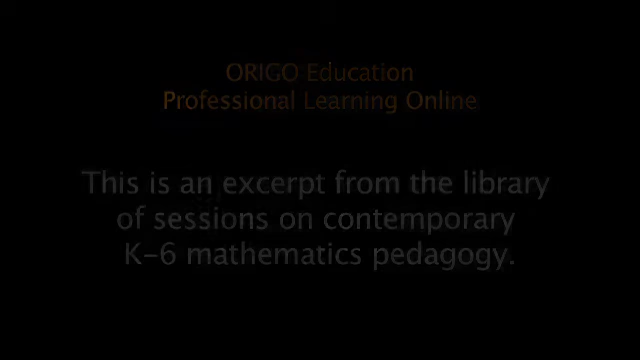 ORIGO Education
Professional Learning Online
This is an excerpt from the library
of sessions on contemporary
K-6 mathematics pedagogy.